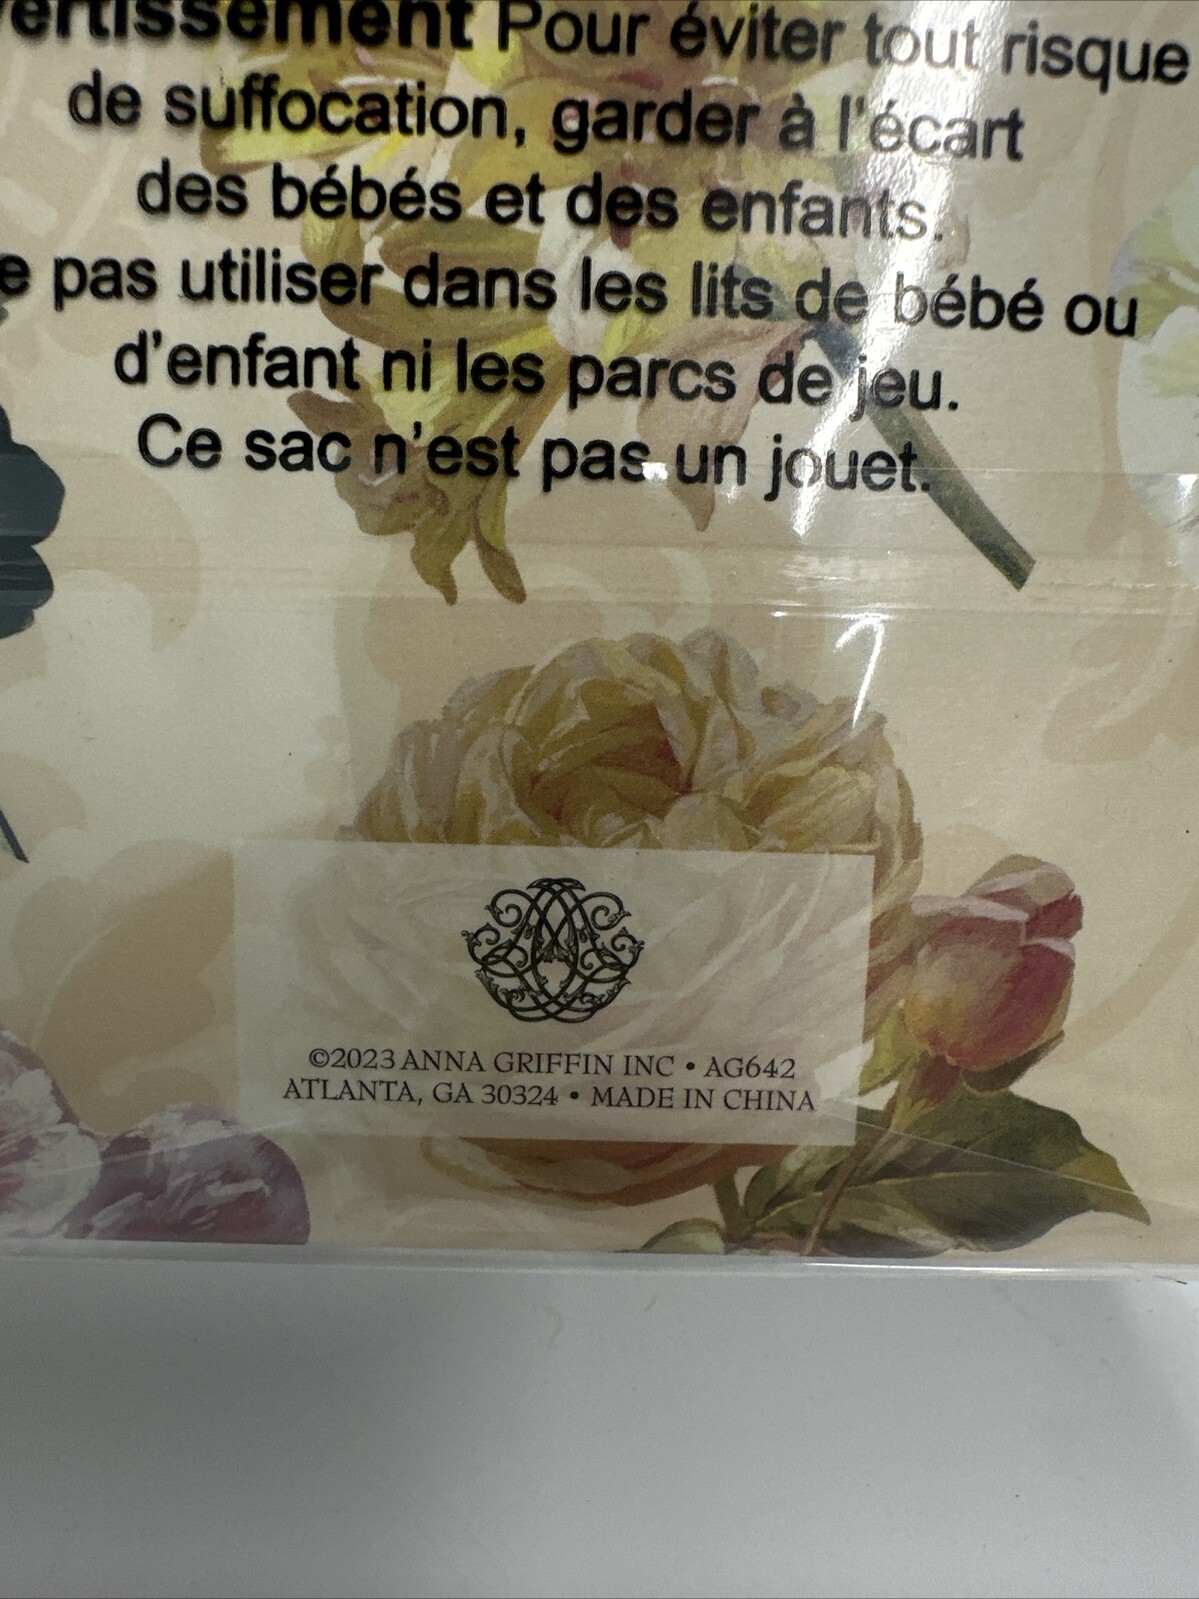 ertissement Pour éviter tout risque
de suffocation, garder à l'écart
des bébés et des enfants.
e pas utiliser dans les lits de bébé ou
d'enfant ni les parcs de jeu.
Ce sac n'est pas un jouet.
©2023 ANNA GRIFFIN INC • AG642
ATLANTA, GA 30324 • MADE IN CHINA